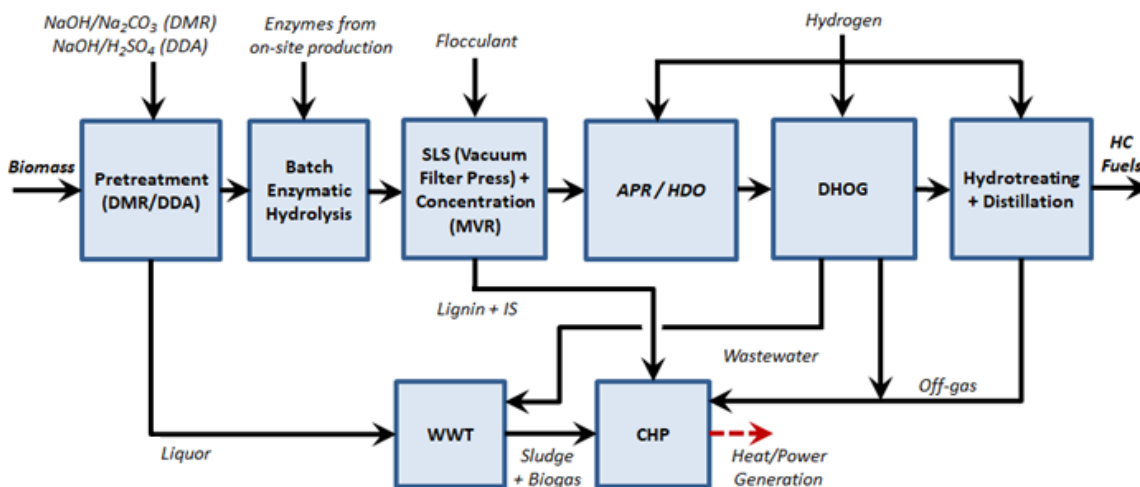 NaOH/Na₂CO₃ (DMR)
NaOH/H₂SO₄ (DDA)
Enzymes from
on-site production
Flocculant
Hydrogen
Biomass
Pretreatment
(DMR/DDA)
Batch
Enzymatic
Hydrolysis
SLS (Vacuum
Filter Press) +
Concentration
(MVR)
APR / HDO
DHOG
Hydrotreating
+ Distillation
HC
Fuels
Lignin + IS
Wastewater
Off-gas
Liquor
WWT
Sludge
+ Biogas
CHP
Heat/Power
Generation